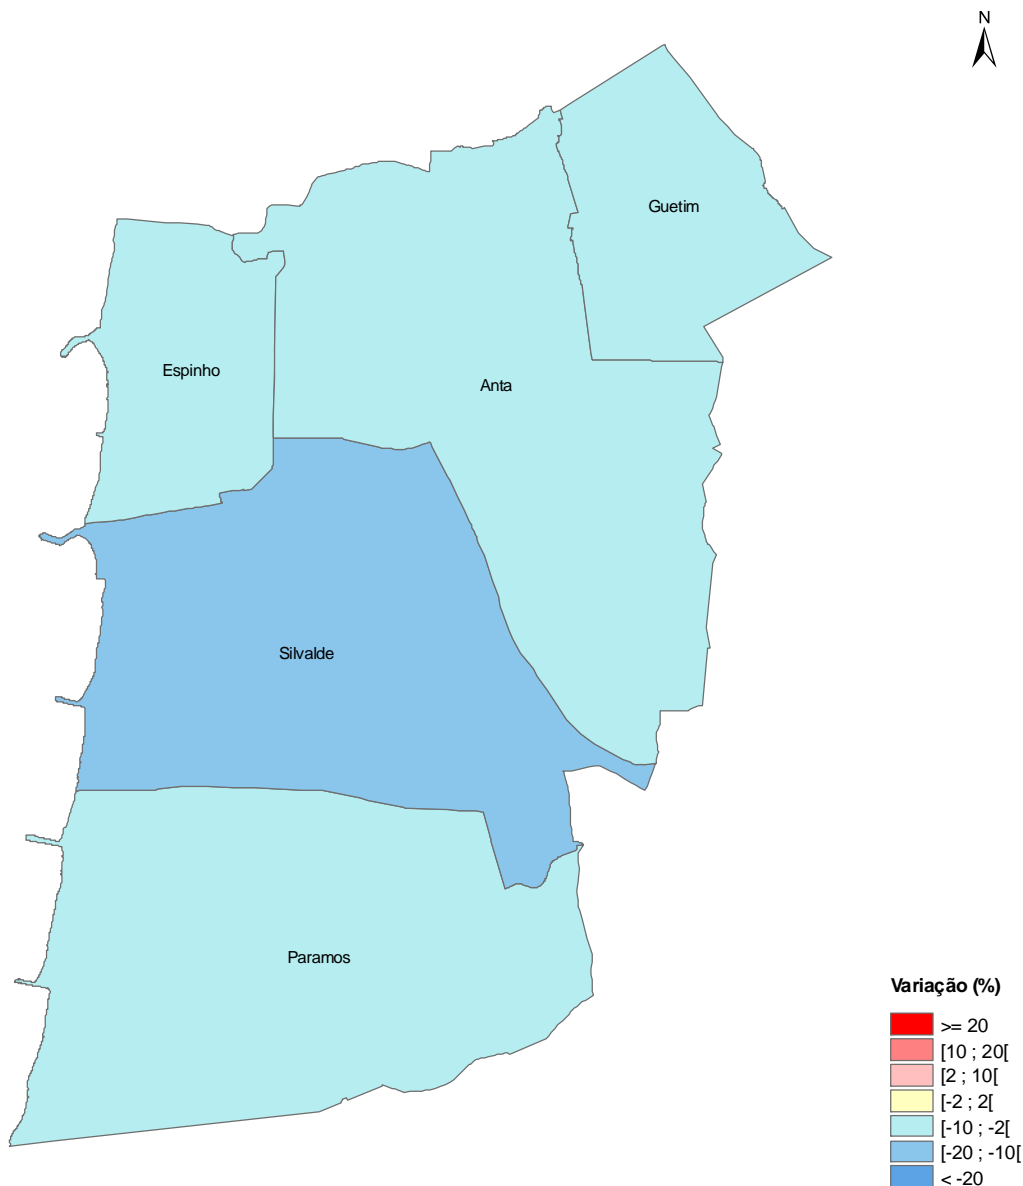 N
Guetim
Espinho
Anta
Silvalde
Paramos
Variação (%)
>= 20
[10 ; 20[
[2 ; 10[
[-2 ; 2[
[-10 ; -2[
[-20 ; -10[
< -20